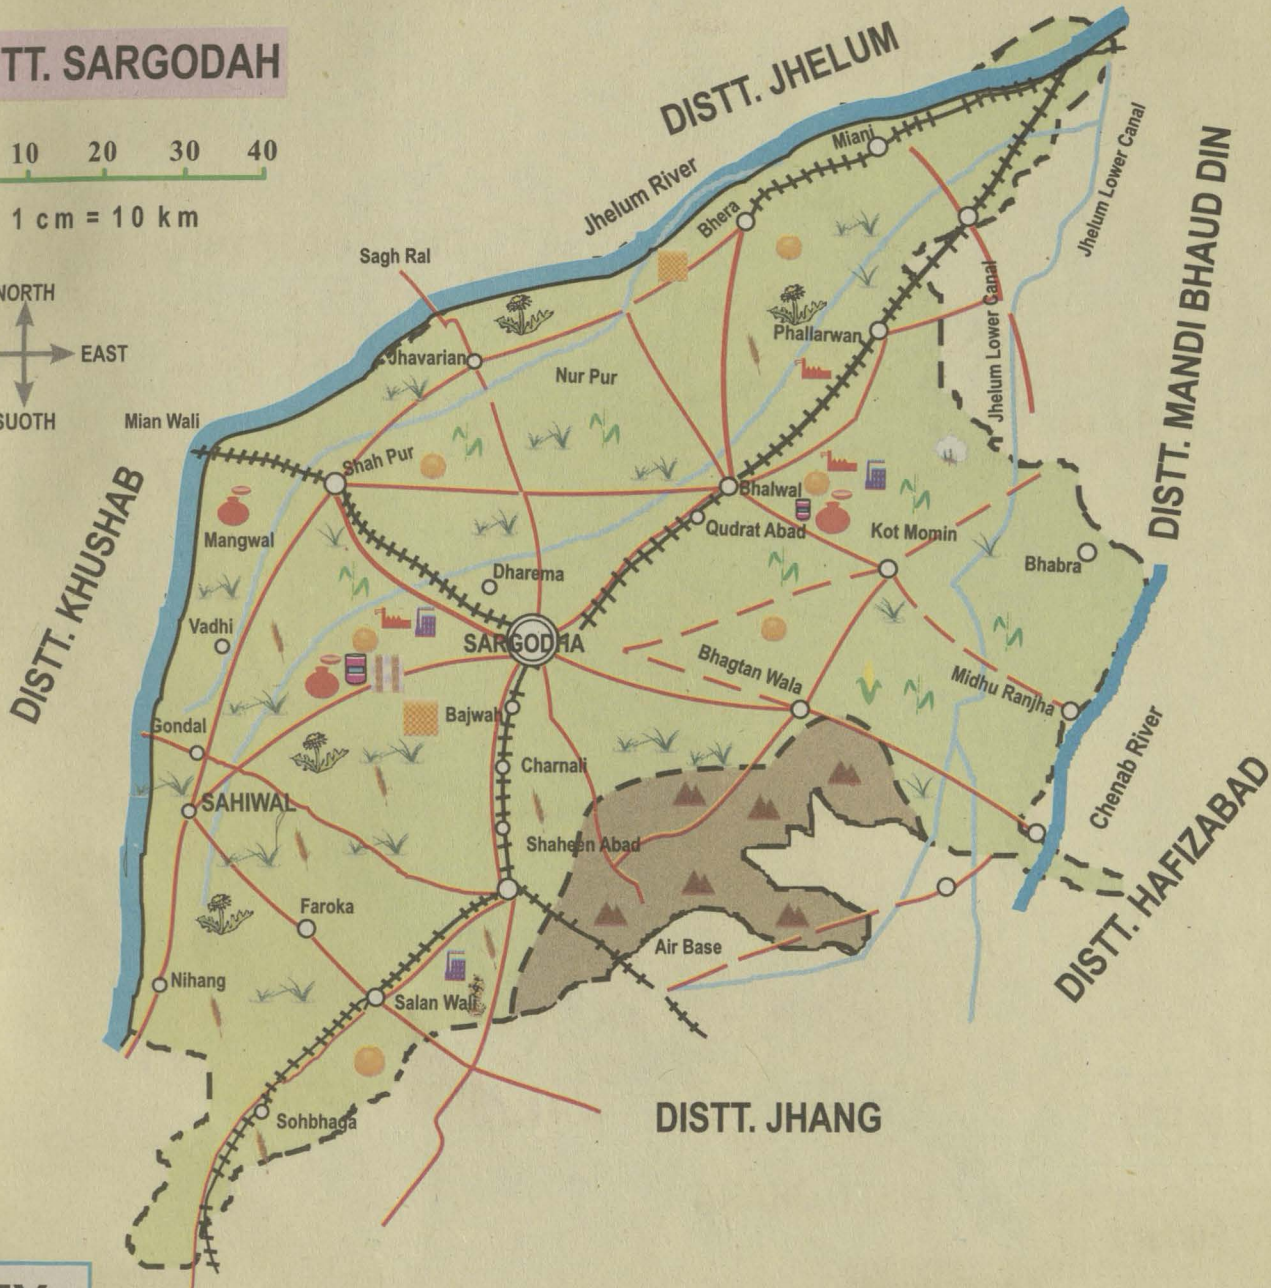 TT. SARGODAH
10 20 30 40
1 cm = 10 km
NORTH
EAST
SUOTH
DISTT. JHELUM
Jhelum River
Miani
Jhelum Lower Canal
DISTT. MANDI BHAUD DIN
Bhera
Sagh Ral
Jhelum Lower Canal
Phallarwan
Jhavarian
Nur Pur
Mian Wali
Shah Pur
DISTT. KHUSHAB
Bhalwal
Mangwal
Qudrat Abad
Kot Momin
Bhabra
Dharema
Vadhi
SARGODHA
Bhagtan Wala
Midhu Ranjha
Gondal
Bajwah
Charnali
Chenab River
SAHIWAL
Shaheen Abad
DISTT. HAFIZABAD
Faroka
Air Base
Nihang
Salan Wali
Sohbhaga
DISTT. JHANG